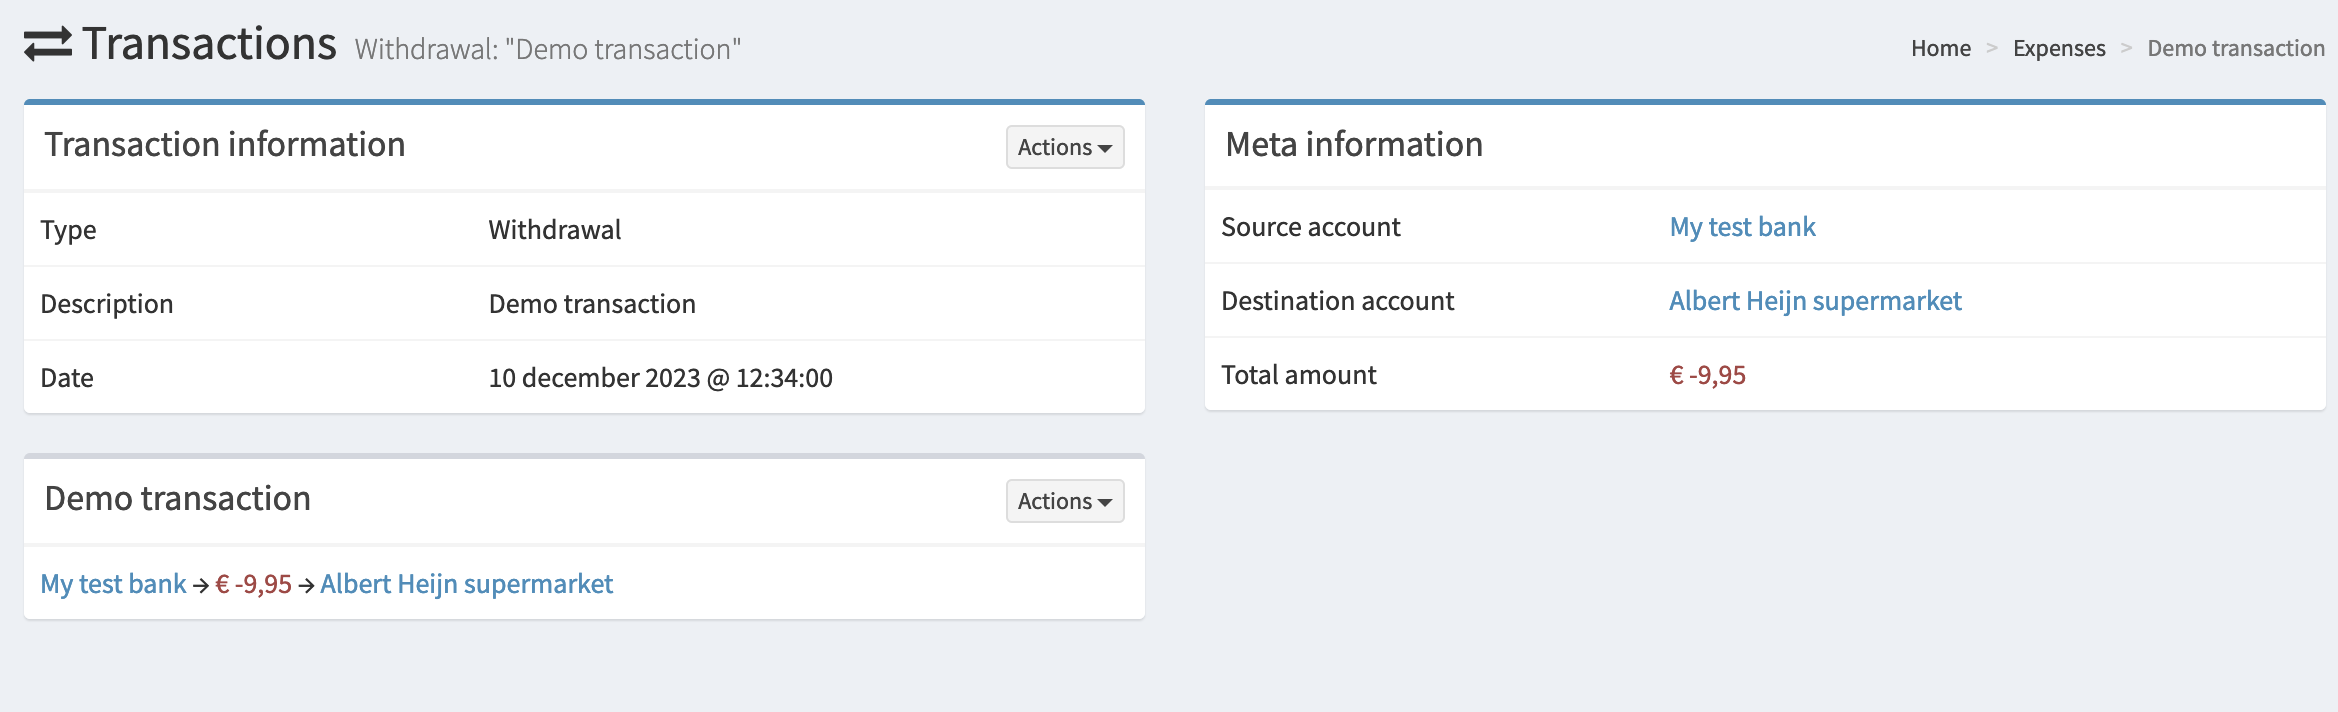 Transactions Withdrawal: "Demo transaction"
Home > Expenses > Demo transaction
Transaction information
Actions
Type Withdrawal
Description Demo transaction
Date 10 december 2023 @ 12:34:00
Meta information
Source account My test bank
Destination account Albert Heijn supermarket
Total amount € -9,95
Demo transaction
Actions
My test bank → € -9,95 → Albert Heijn supermarket